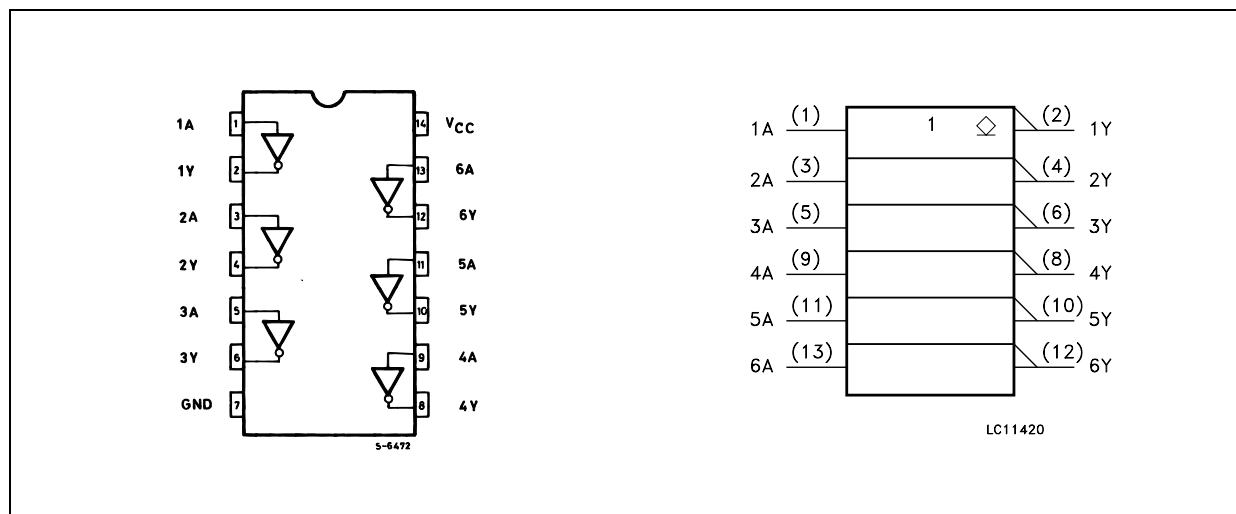 1A 1 14 VCC
1Y 2 13 6A
2A 3 12 6Y
2Y 4 11 5A
3A 5 10 5Y
3Y 6 9 4A
GND 7 8 4Y
S-6472
1A (1) 1 (2) 1Y
2A (3) (4) 2Y
3A (5) (6) 3Y
4A (9) (8) 4Y
5A (11) (10) 5Y
6A (13) (12) 6Y
LC11420